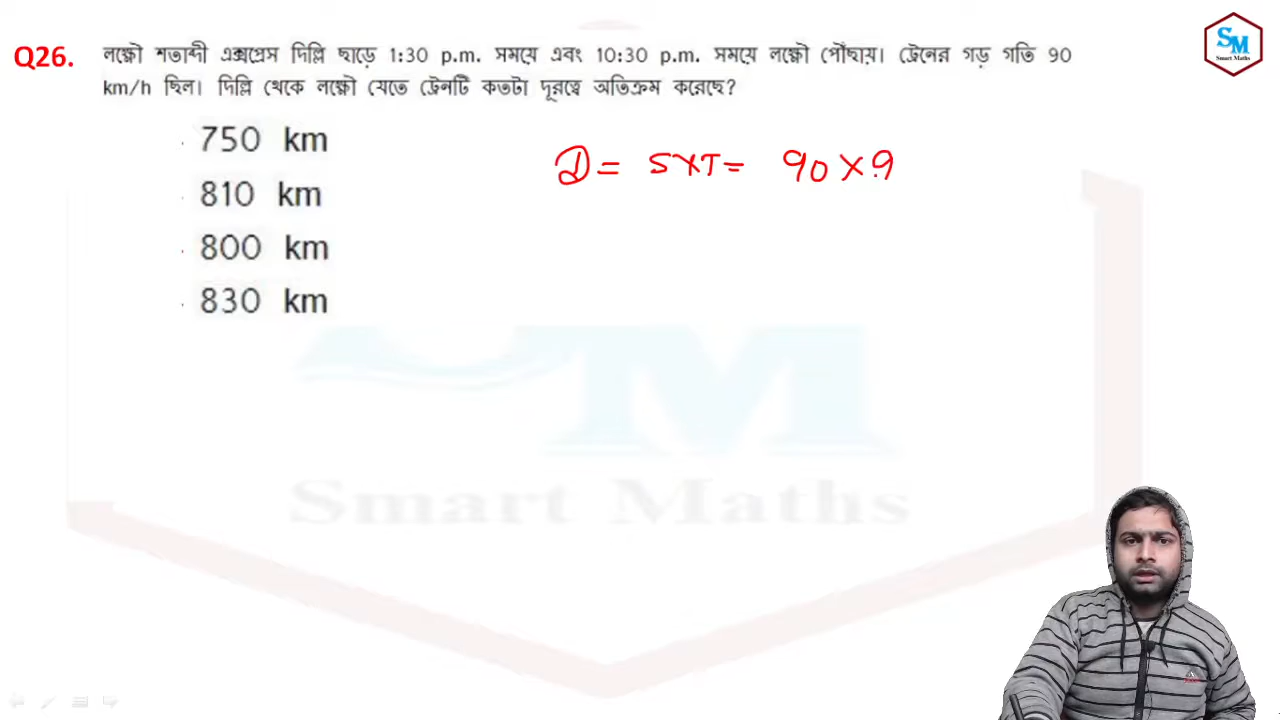 Q26. লক্ষ্ণৌ শতাব্দী এক্সপ্রেস দিল্লি ছাড়ে 1:30 p.m. সময়ে এবং 10:30 p.m. সময়ে লক্ষ্ণৌ পৌঁছায়। ট্রেনের গড় গতি 90
km/h ছিল। দিল্লি থেকে লক্ষ্ণৌ যেতে ট্রেনটি কতটা দূরত্বে অতিক্রম করেছে?
750 km
810 km
800 km
830 km
D = S×T = 90×9
SM
Smart Maths
Smart Maths